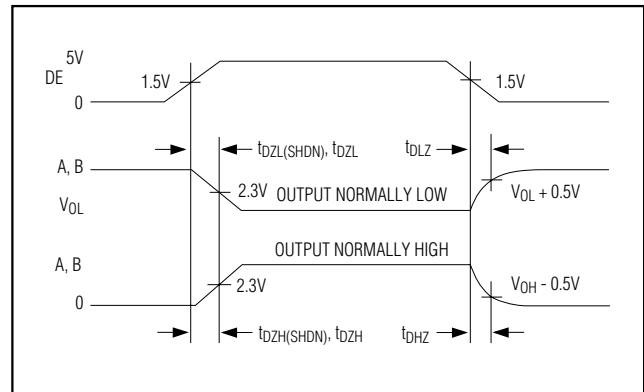 5V
DE
1.5V
1.5V
0
tDZL(SHDN), tDZL
tDLZ
A, B
2.3V
OUTPUT NORMALLY LOW
VOL + 0.5V
VOL
OUTPUT NORMALLY HIGH
A, B
2.3V
VOH - 0.5V
0
tDZH(SHDN), tDZH
tDHZ